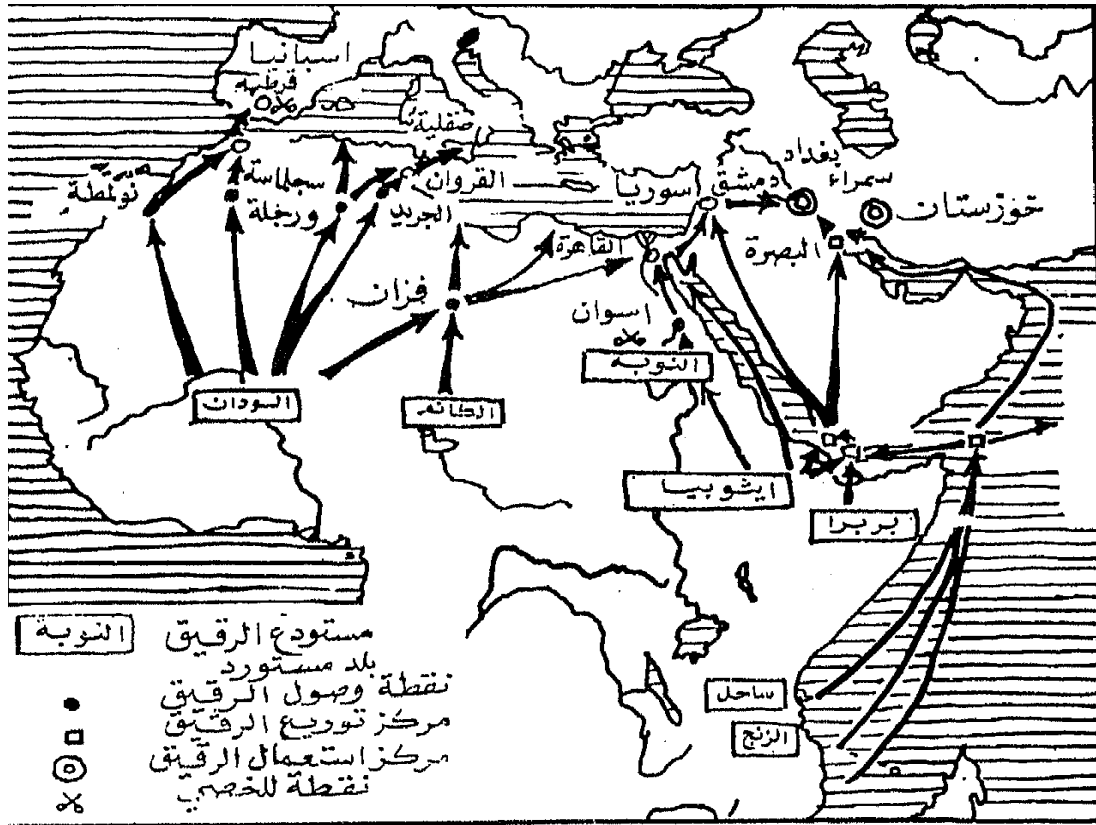 اسبانيا
قرطبة
صقلية
نولمطة
سجلماسة
ورجلة
القروان
الجريد
سوريا
دمشق
بغداد
سمراء
خوزستان
البصرة
القاهرة
فزان
اسوان
النوبة
السودان
الكانم
ايثوبيا
بربرا
ساحل
الزنج
النوبة
مستودع الرقيق
بلد مستورد
نقطة وصول الرقيق
مركز توزيع الرقيق
مركز استعمال الرقيق
نقطة للخصي